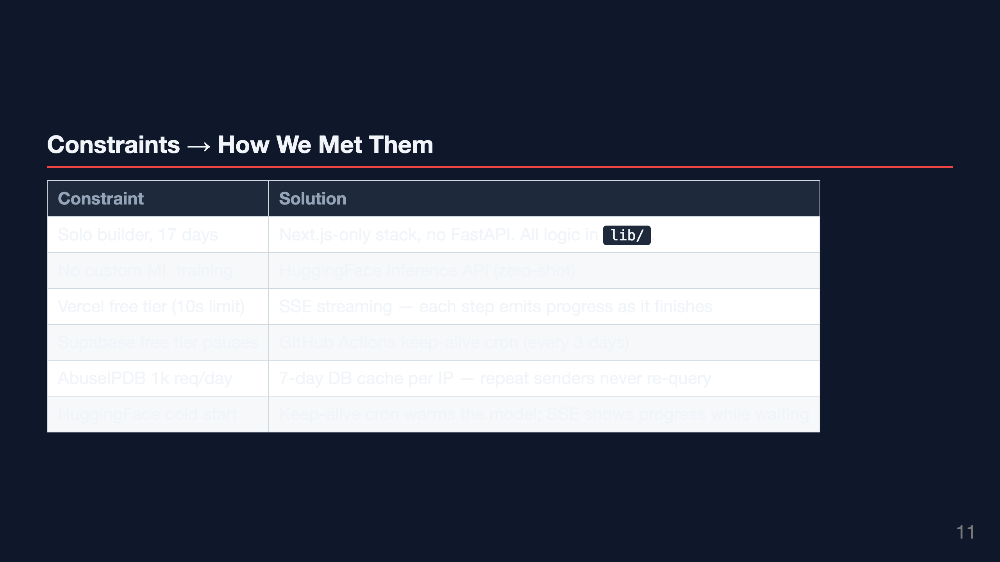 Constraints → How We Met Them
Constraint Solution
Solo builder, 17 days Next.js-only stack, no FastAPI. All logic in lib/ .
No custom ML training HuggingFace Inference API (zero-shot)
Vercel free tier (10s limit) SSE streaming — each step emits progress as it finishes
Supabase free tier pauses GitHub Actions keep-alive cron (every 3 days)
AbuseIPDB 1k req/day 7-day DB cache per IP — repeat senders never re-query
HuggingFace cold start Keep-alive cron warms the model; SSE shows progress while waiting
11